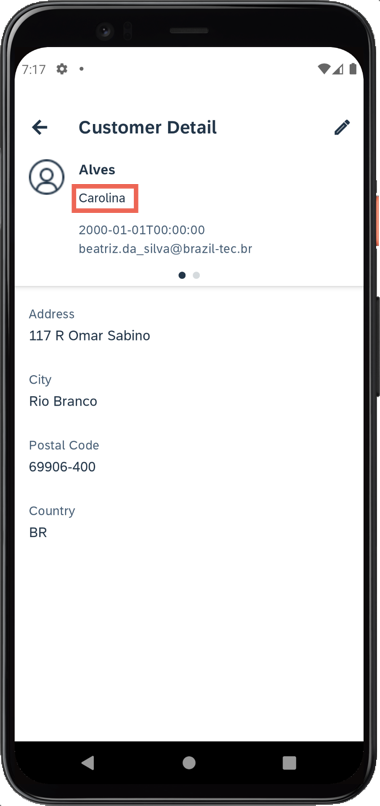 7:17
Customer Detail
Alves
Carolina
2000-01-01T00:00:00
beatriz.da_silva@brazil-tec.br
Address
117 R Omar Sabino
City
Rio Branco
Postal Code
69906-400
Country
BR